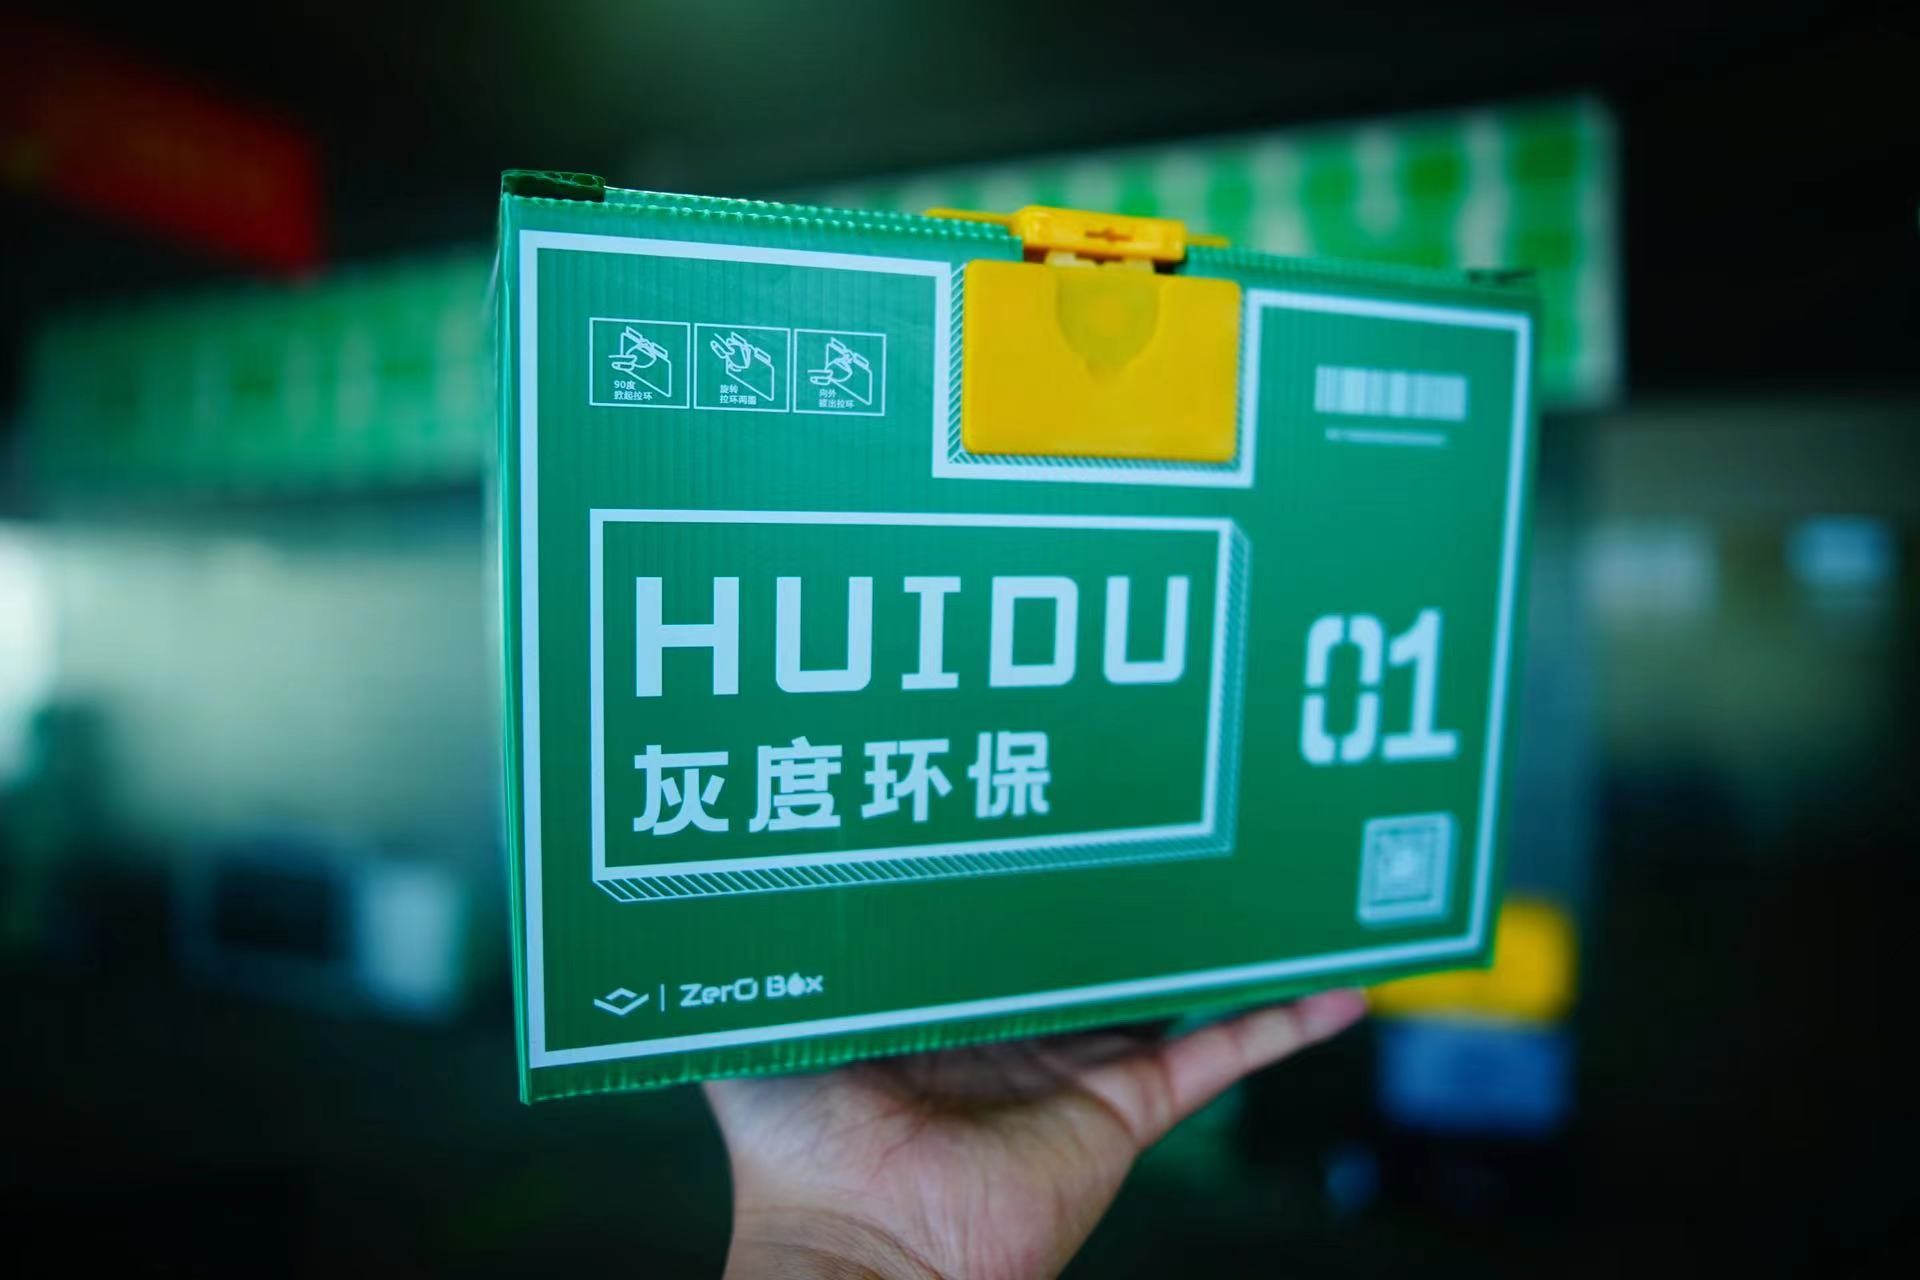 90度
掀起拉环
旋转
拉环两圈
向外
拔出拉环
HUIDU
灰度环保
01
ZerO Box